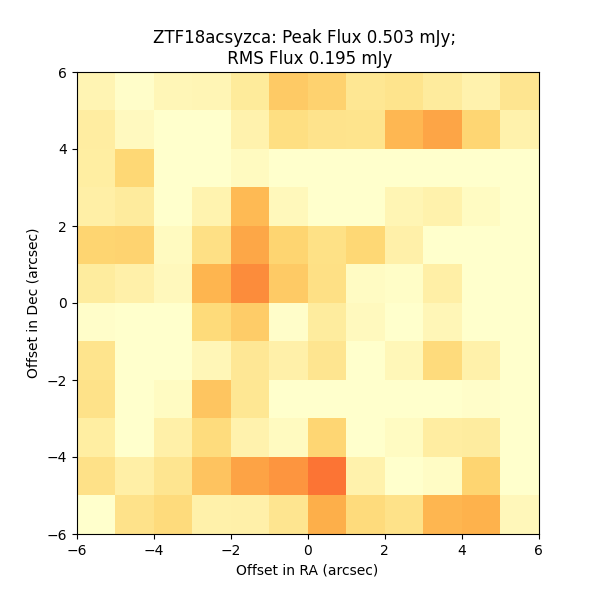 ZTF18acsyzca: Peak Flux 0.503 mJy;
RMS Flux 0.195 mJy
6
4
2
0
−2
−4
−6
Offset in Dec (arcsec)
−6 −4 −2 0 2 4 6
Offset in RA (arcsec)